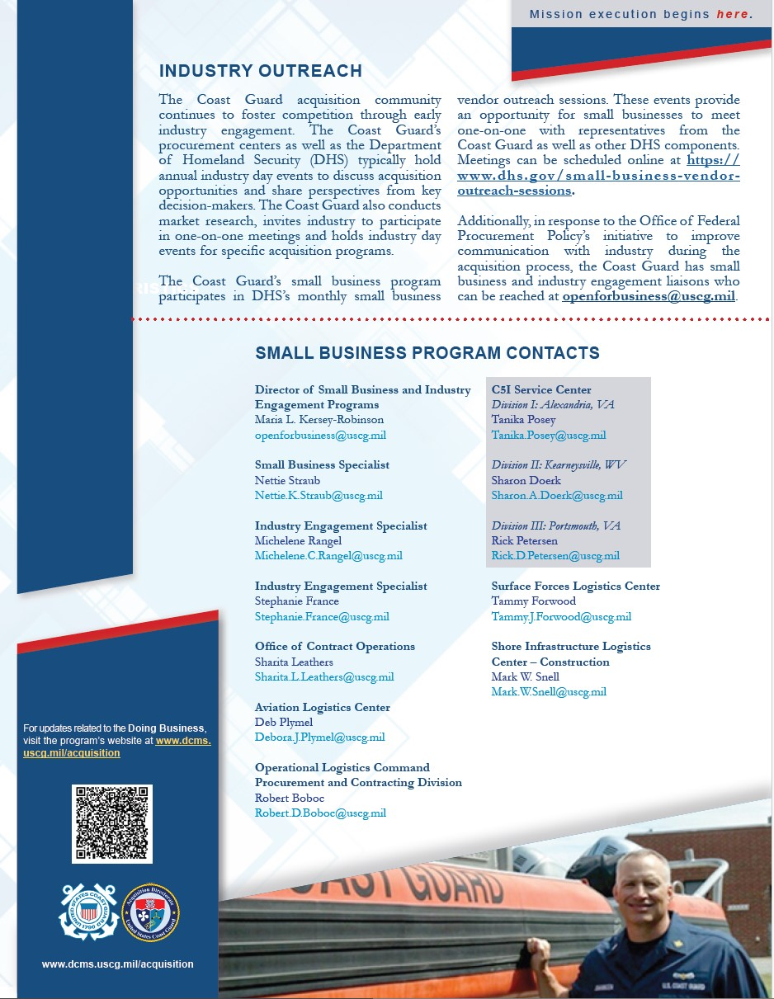 Mission execution begins here.
INDUSTRY OUTREACH
The Coast Guard acquisition community
continues to foster competition through early
industry engagement. The Coast Guard's
procurement centers as well as the Department
of Homeland Security (DHS) typically hold
annual industry day events to discuss acquisition
opportunities and share perspectives from key
decision-makers. The Coast Guard also conducts
market research, invites industry to participate
in one-on-one meetings and holds industry day
events for specific acquisition programs.
The Coast Guard's small business program
participates in DHS's monthly small business
vendor outreach sessions. These events provide
an opportunity for small businesses to meet
one-on-one with representatives from the
Coast Guard as well as other DHS components.
Meetings can be scheduled online at https://
www.dhs.gov/small-business-vendor-
outreach-sessions.
Additionally, in response to the Office of Federal
Procurement Policy's initiative to improve
communication with industry during the
acquisition process, the Coast Guard has small
business and industry engagement liaisons who
can be reached at openforbusiness@uscg.mil.
SMALL BUSINESS PROGRAM CONTACTS
Director of Small Business and Industry
Engagement Programs
Maria L. Kersey-Robinson
openforbusiness@uscg.mil
Small Business Specialist
Nettie Straub
Nettie.K.Straub@uscg.mil
Industry Engagement Specialist
Michelene Rangel
Michelene.C.Rangel@uscg.mil
Industry Engagement Specialist
Stephanie France
Stephanie.France@uscg.mil
Office of Contract Operations
Sharita Leathers
Sharita.L.Leathers@uscg.mil
Aviation Logistics Center
Deb Plymel
Debora.J.Plymel@uscg.mil
Operational Logistics Command
Procurement and Contracting Division
Robert Boboc
Robert.D.Boboc@uscg.mil
C5I Service Center
Division I: Alexandria, VA
Tanika Posey
Tanika.Posey@uscg.mil
Division II: Kearneysville, WV
Sharon Doerk
Sharon.A.Doerk@uscg.mil
Division III: Portsmouth, VA
Rick Petersen
Rick.D.Petersen@uscg.mil
Surface Forces Logistics Center
Tammy Forwood
Tammy.J.Forwood@uscg.mil
Shore Infrastructure Logistics
Center – Construction
Mark W. Snell
Mark.W.Snell@uscg.mil
For updates related to the Doing Business,
visit the program's website at www.dcms.
uscg.mil/acquisition
UNITED STATES COAST GUARD
1790
Acquisition Directorate
United States Coast Guard
www.dcms.uscg.mil/acquisition
COAST GUARD
U.S. COAST GUARD